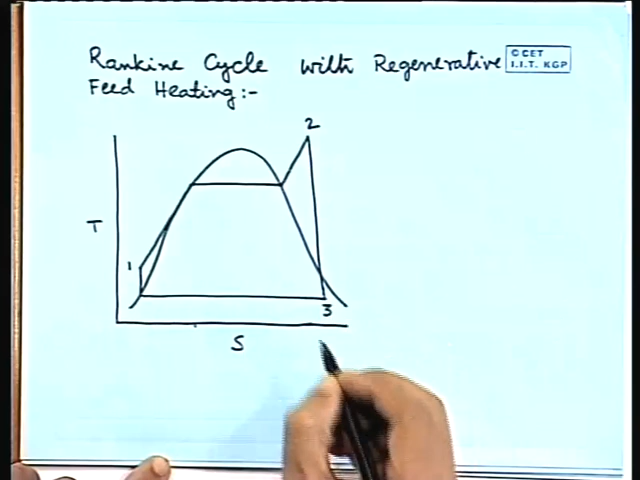 Rankine Cycle with Regenerative
Feed Heating:-
© CET
I.I.T. KGP
2
T
1
3
S